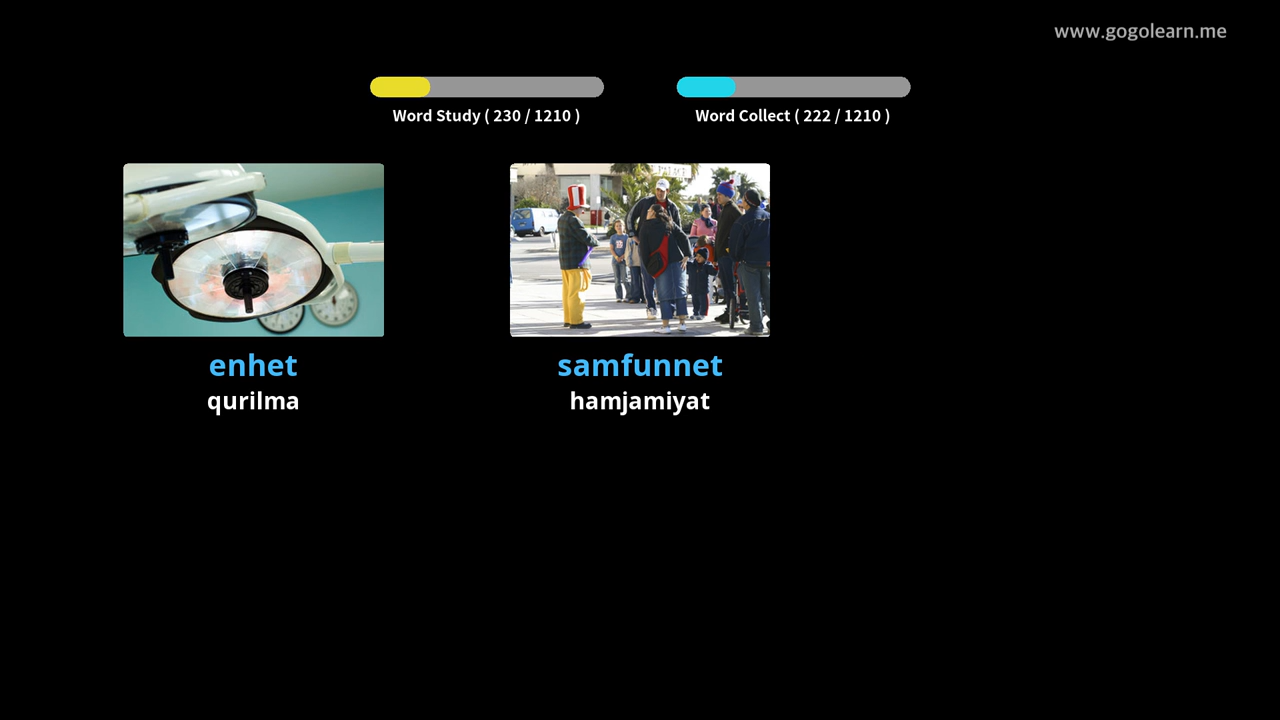 www.gogolearn.me
Word Study ( 230 / 1210 )
Word Collect ( 222 / 1210 )
enhet
qurilma
samfunnet
hamjamiyat